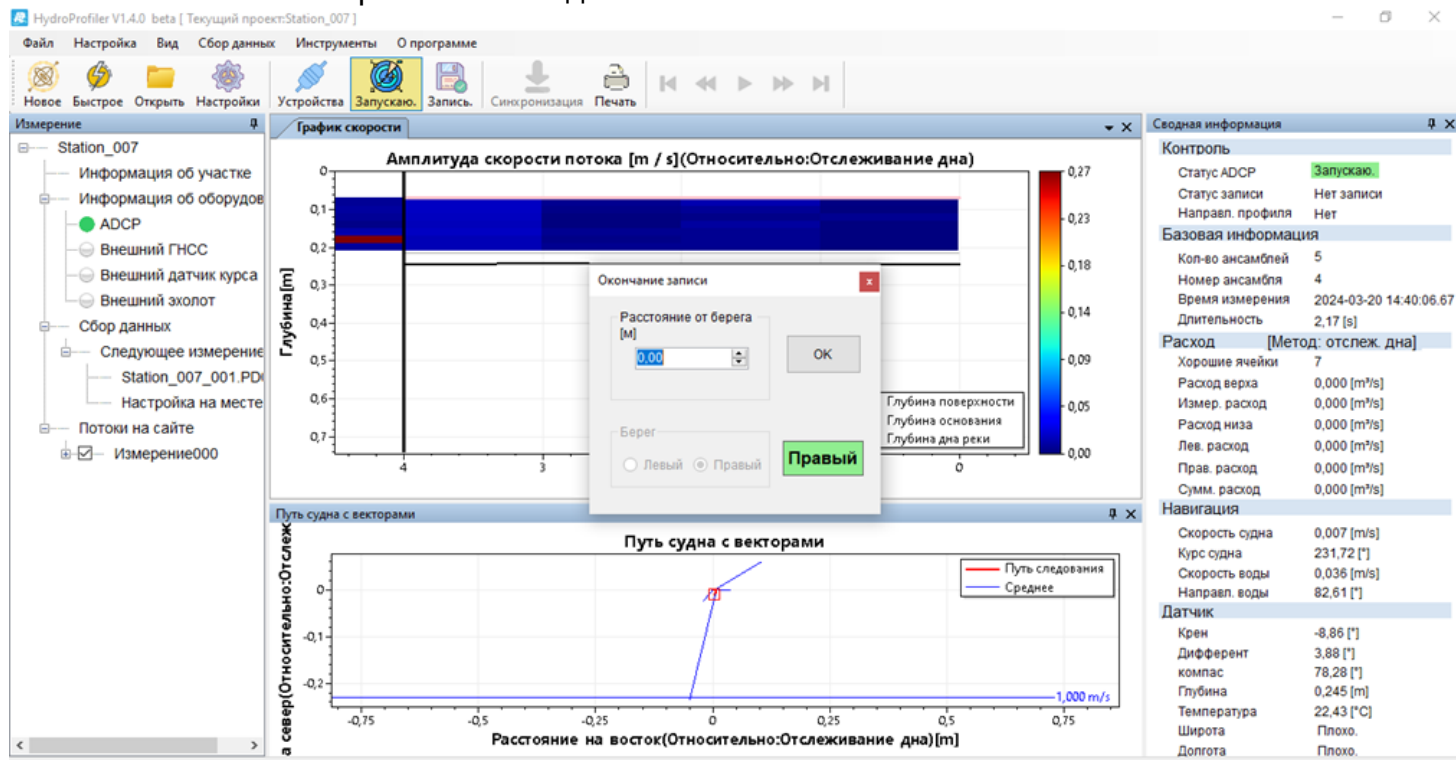 HydroProfiler V1.4.0 beta [ Текущий проект:Station_007 ]
Файл Настройка Вид Сбор данных Инструменты О программе
Новое Быстрое Открыть Настройки Устройства Запускаю. Запись. Синхронизация Печать
Измерение
Station_007
Информация об участке
Информация об оборудов
ADCP
Внешний ГНСС
Внешний датчик курса
Внешний эхолот
Сбор данных
Следующее измерение
Station_007_001.PD
Настройка на месте
Потоки на сайте
Измерение000
График скорости
Амплитуда скорости потока [m / s](Относительно:Отслеживание дна)
Глубина[m]
0
0,1
0,2
0,3
0,4
0,5
0,6
0,7
4 3 0
0,27
0,23
0,18
0,14
0,09
0,05
0,00
Глубина поверхности
Глубина основания
Глубина дна реки
Окончание записи
x
Расстояние от берега
[м]
0,00
OK
Берег
Левый Правый
Правый
Путь судна с векторами
Путь судна с векторами
а север(Относительно:Отслеж
0
-0,1
-0,2
Путь следования
Среднее
1,000 m/s
-0,75 -0,5 -0,25 0 0,25 0,5 0,75
Расстояние на восток(Относительно:Отслеживание дна)[m]
Сводная информация
Контроль
Статус ADCP Запускаю.
Статус записи Нет записи
Направл. профиля Нет
Базовая информация
Кол-во ансамблей 5
Номер ансамбля 4
Время измерения 2024-03-20 14:40:06.67
Длительность 2,17 [s]
Расход [Метод: отслеж. дна]
Хорошие ячейки 7
Расход верха 0,000 [m³/s]
Измер. расход 0,000 [m³/s]
Расход низа 0,000 [m³/s]
Лев. расход 0,000 [m³/s]
Прав. расход 0,000 [m³/s]
Сумм. расход 0,000 [m³/s]
Навигация
Скорость судна 0,007 [m/s]
Курс судна 231,72 [°]
Скорость воды 0,036 [m/s]
Направл. воды 82,61 [°]
Датчик
Крен -8,86 [°]
Дифферент 3,88 [°]
компас 78,28 [°]
Глубина 0,245 [m]
Температура 22,43 [°C]
Широта Плохо.
Долгота Плохо.